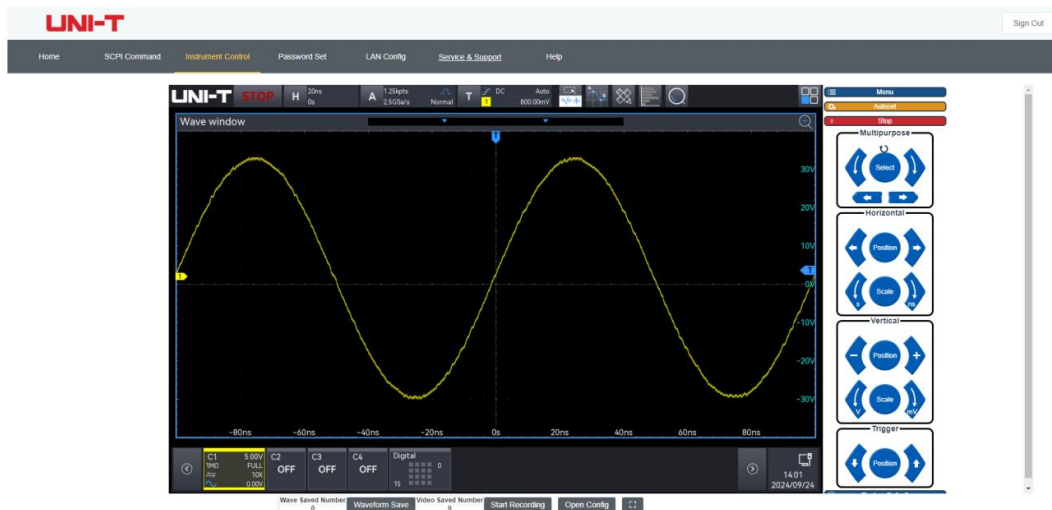 UNI-T
Sign Out
Home SCPI Command Instrument Control Password Set LAN Config Service & Support Help
UNI-T STOP H 20ns 0s A 1.25kpts 2.5GSa/s Normal T DC 1 Auto 800.00mV
Menu
Autoset
Stop
Wave window
T
30V
20V
10V
0V
-10V
-20V
-30V
1
T
-80ns -60ns -40ns -20ns 0s 20ns 40ns 60ns 80ns
Multipurpose
Select
Horizontal
Position
Scale
s ns
Vertical
Position
Scale
V mV
Trigger
Position
C1 5.00V
1MΩ FULL
10X
0.00V
C2 OFF
C3 OFF
C4 OFF
Digital
0
15
14:01
2024/09/24
Wave Saved Number
0
Waveform Save
Video Saved Number
0
Start Recording
Open Config